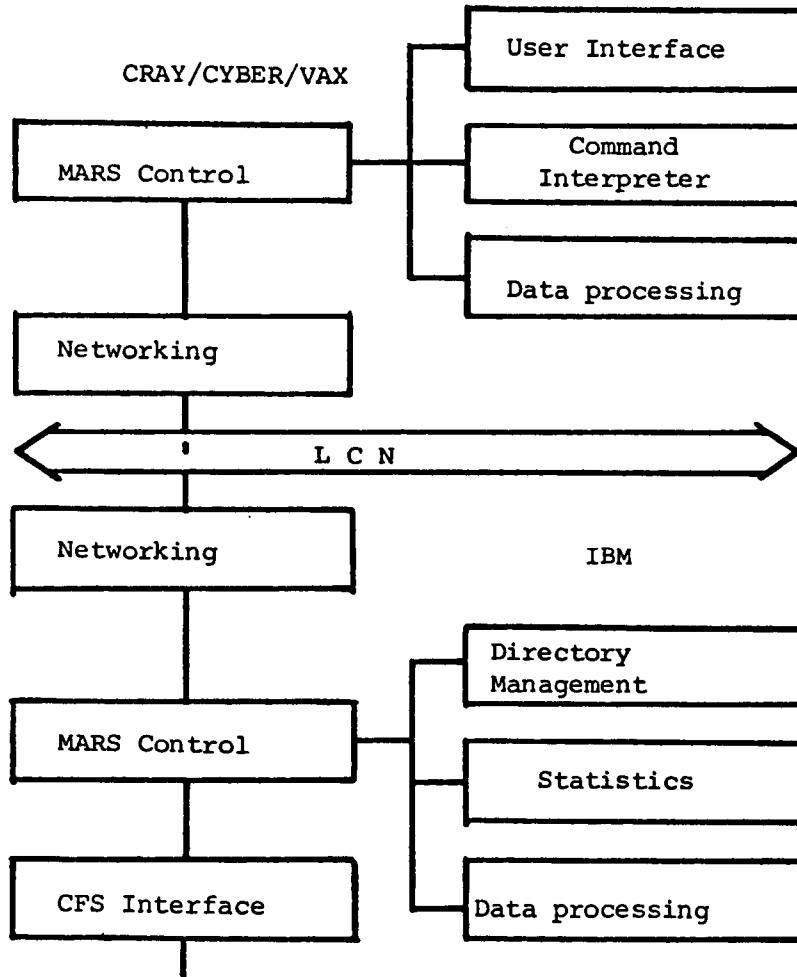 CRAY/CYBER/VAX
User Interface
MARS Control
Command
Interpreter
Data processing
Networking
L C N
Networking
IBM
Directory
Management
MARS Control
Statistics
CFS Interface
Data processing